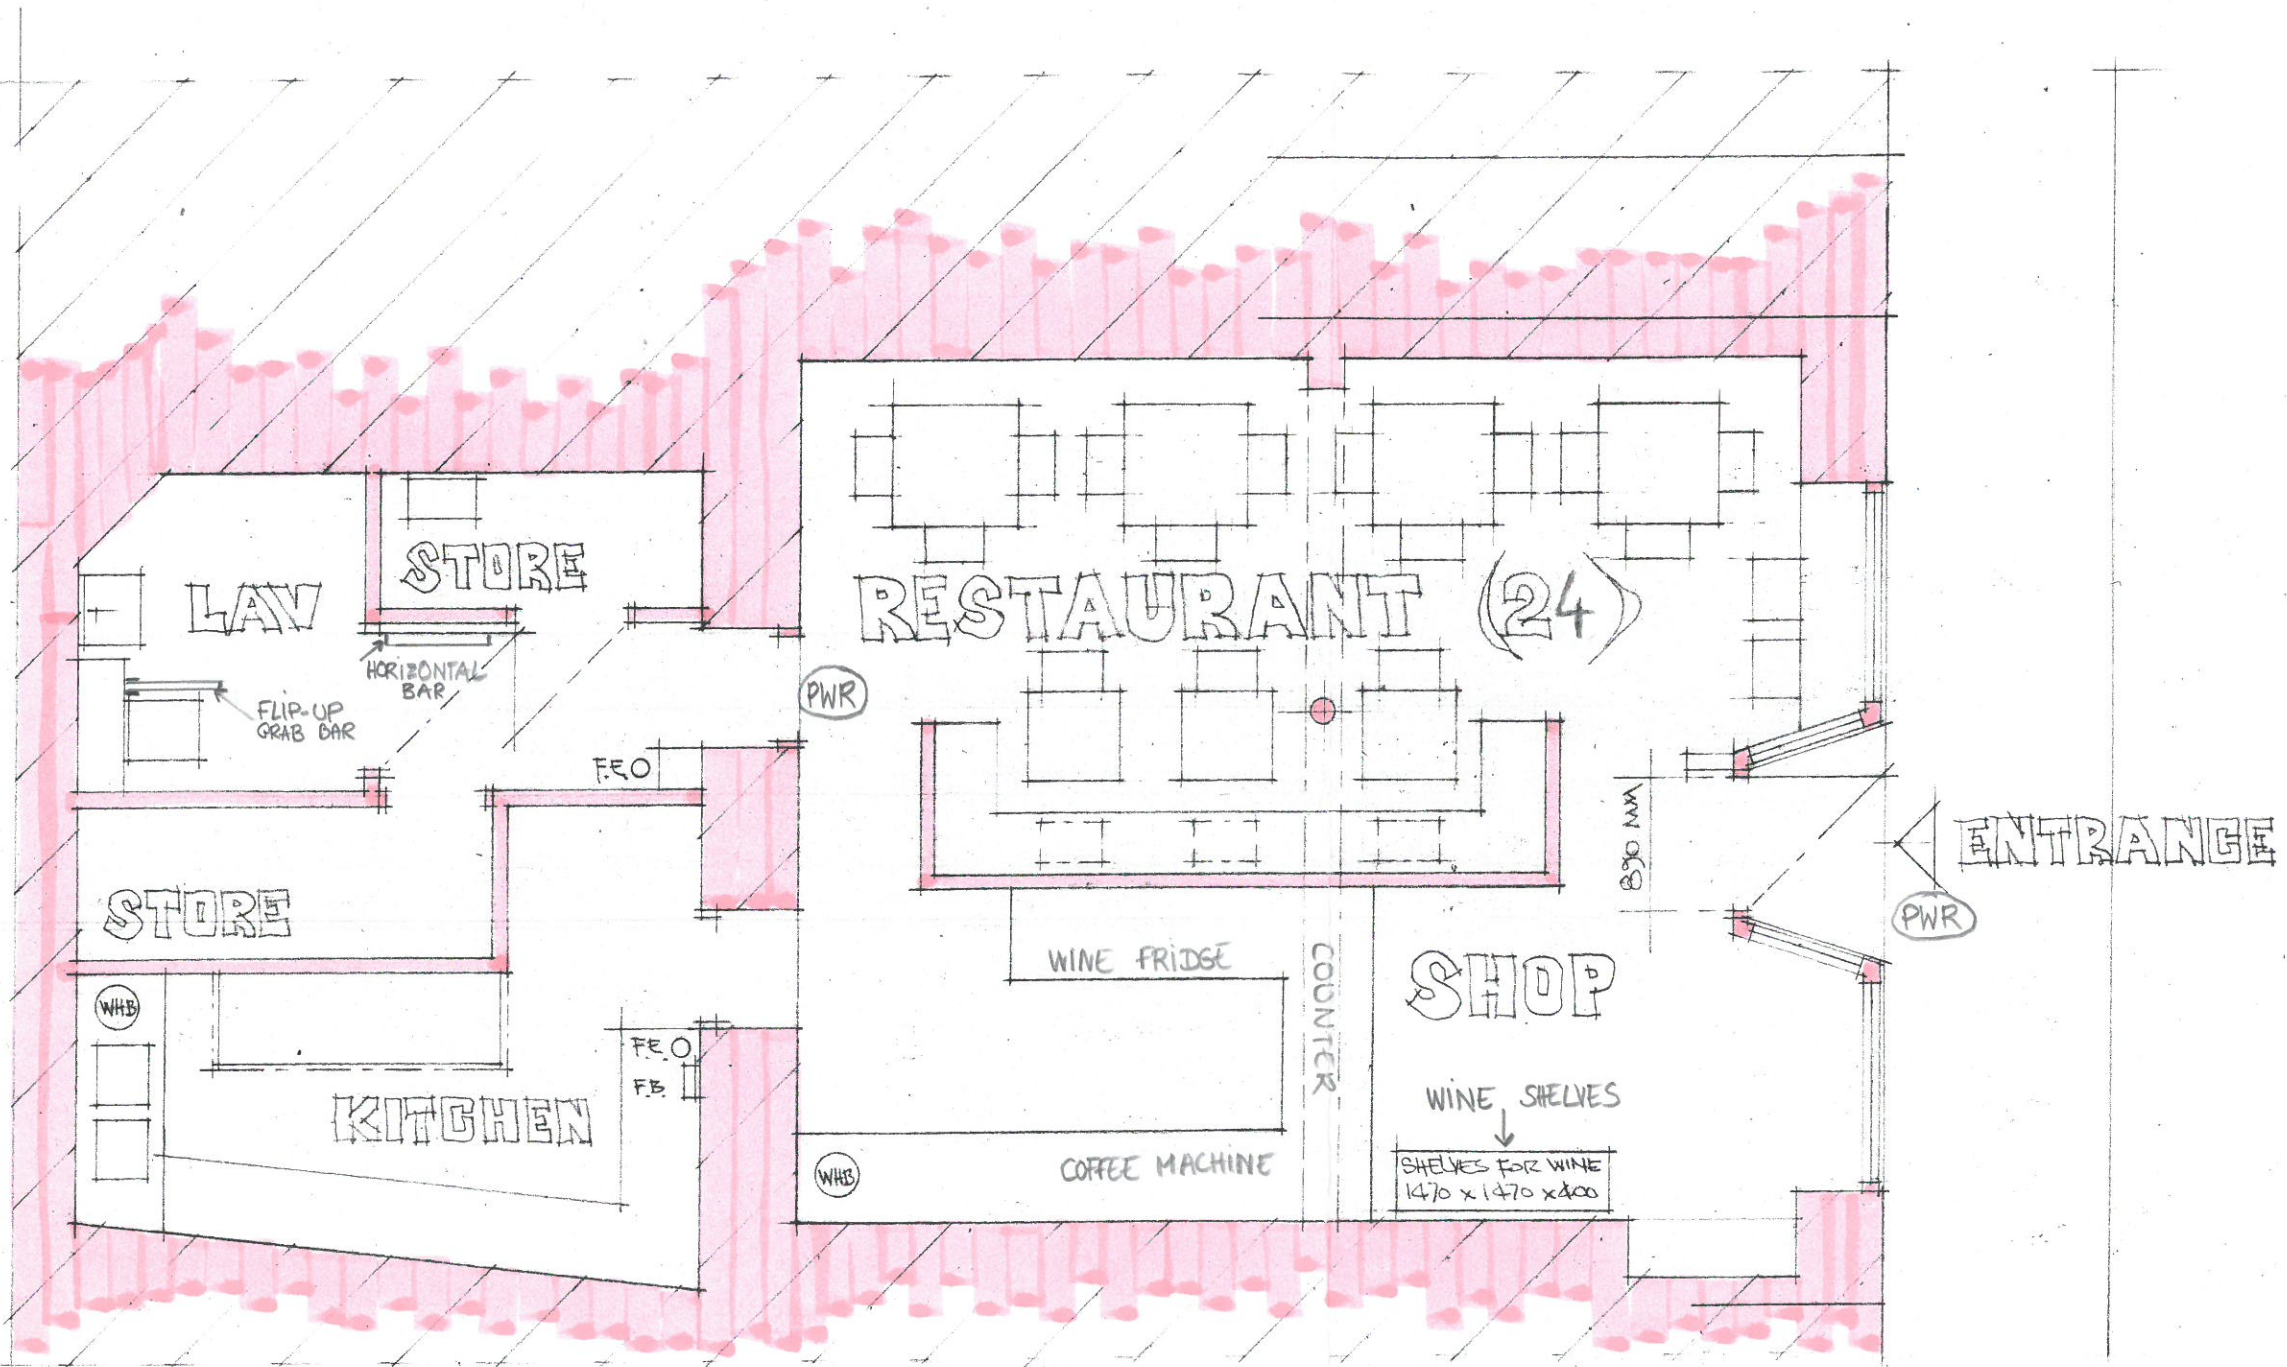 STORE
LAV
RESTAURANT (24)
HORIZONTAL
BAR
PWR
FLIP-UP
GRAB BAR
F.E.O
890 MM
ENTRANCE
STORE
PWR
WINE FRIDGE
COUNTER
SHOP
WHB
F.E.O
F.B.
KITCHEN
WINE SHELVES
COFFEE MACHINE
WHB
SHELVES FOR WINE
1470 x 1470 x 400